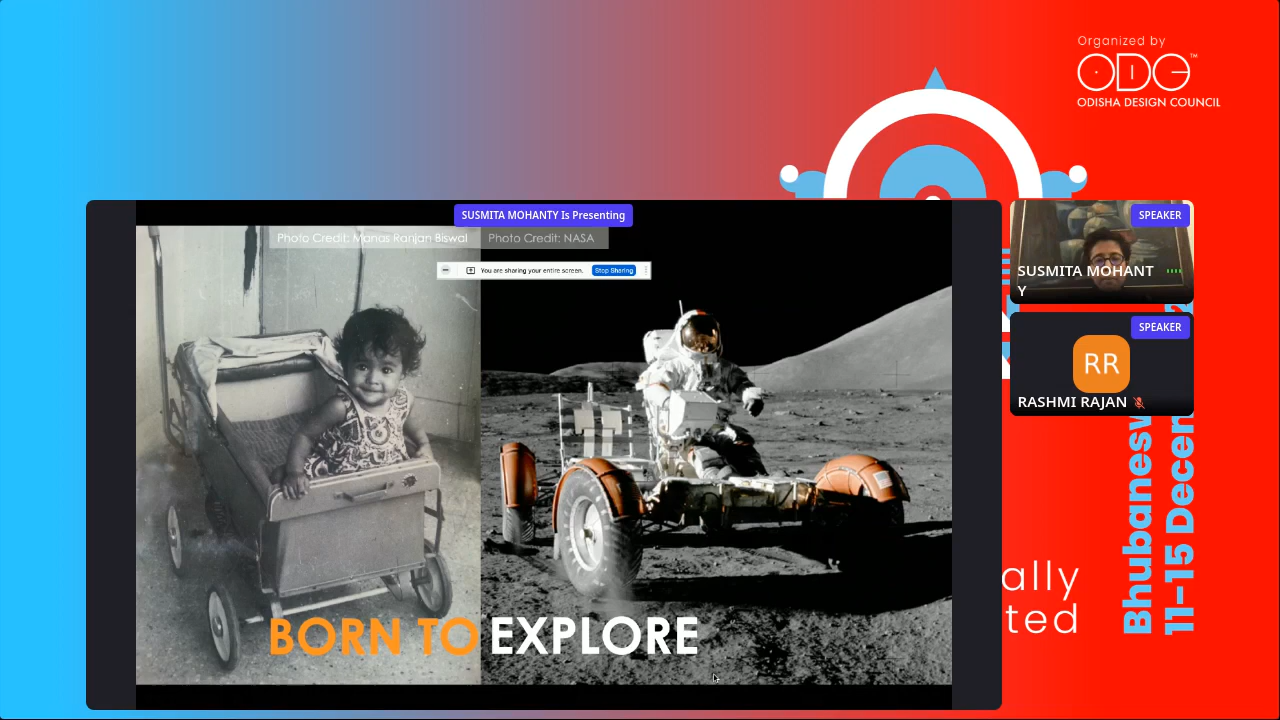 Organized by
ODC™
ODISHA DESIGN COUNCIL
SUSMITA MOHANTY Is Presenting
Photo Credit: Manas Ranjan Biswal
Photo Credit: NASA
You are sharing your entire screen.
Stop Sharing
BORN TO EXPLORE
SPEAKER
SUSMITA MOHANT
Y
SPEAKER
RR
RASHMI RAJAN
ally
ted
Bhubanesw
11-15 Decem